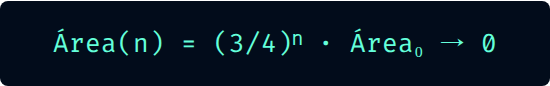 Área(n) = (3/4)ⁿ · Área₀ → 0